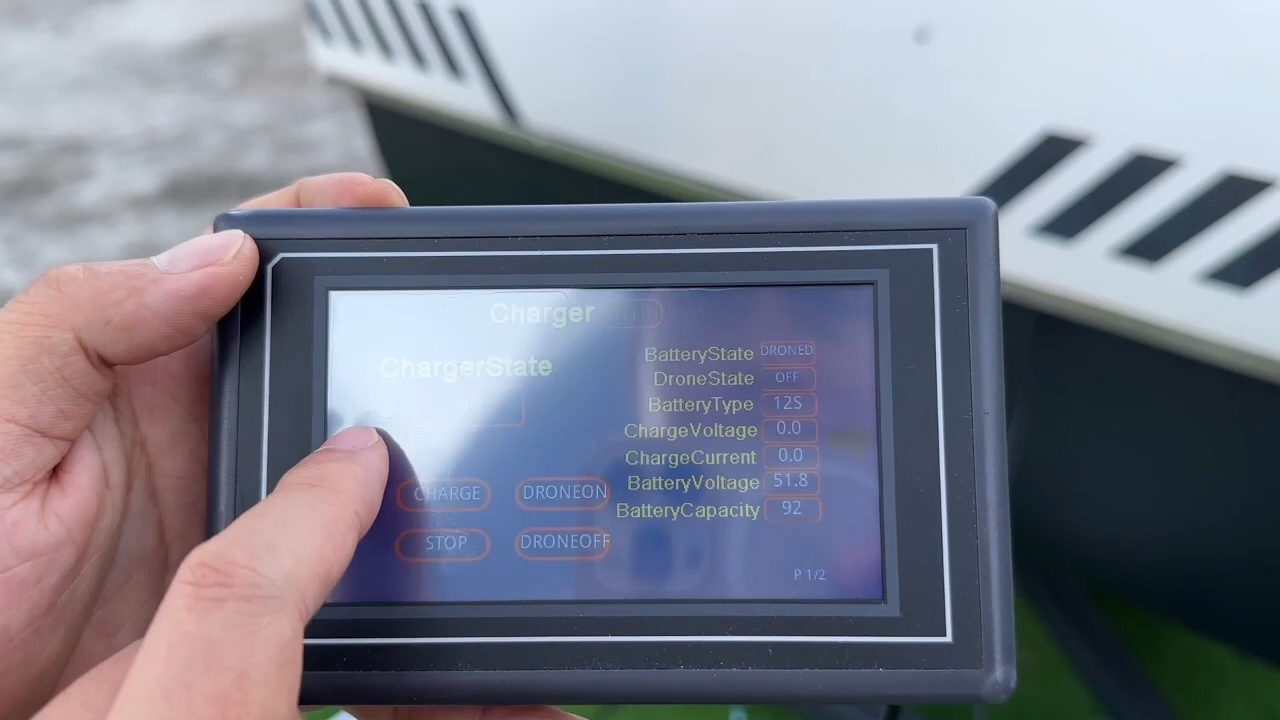 Charger
ChargerState
BatteryState DRONED
DroneState OFF
BatteryType 12S
ChargeVoltage 0.0
ChargeCurrent 0.0
BatteryVoltage 51.8
BatteryCapacity 92
CHARGE DRONEON
STOP DRONEOFF
P 1/2